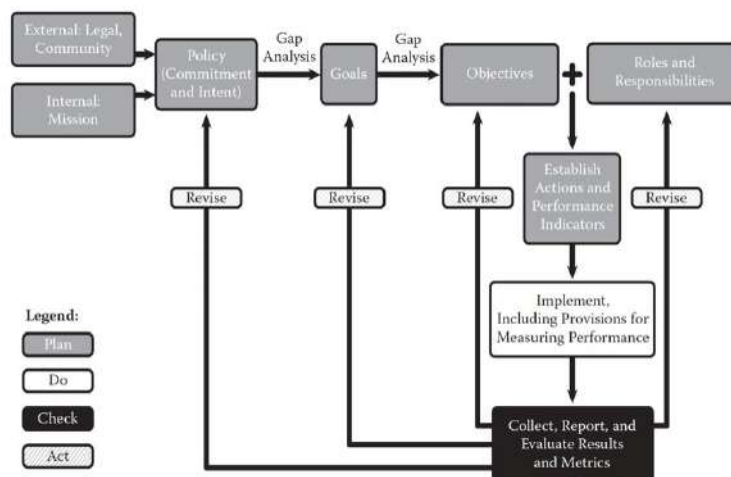 External: Legal,
Community
Internal:
Mission
Policy
(Commitment
and Intent)
Gap
Analysis
Goals
Gap
Analysis
Objectives
+
Roles and
Responsibilities
Establish
Actions and
Performance
Indicators
Revise
Revise
Revise
Revise
Implement,
Including Provisions for
Measuring Performance
Collect, Report, and
Evaluate Results
and Metrics
Legend:
Plan
Do
Check
Act